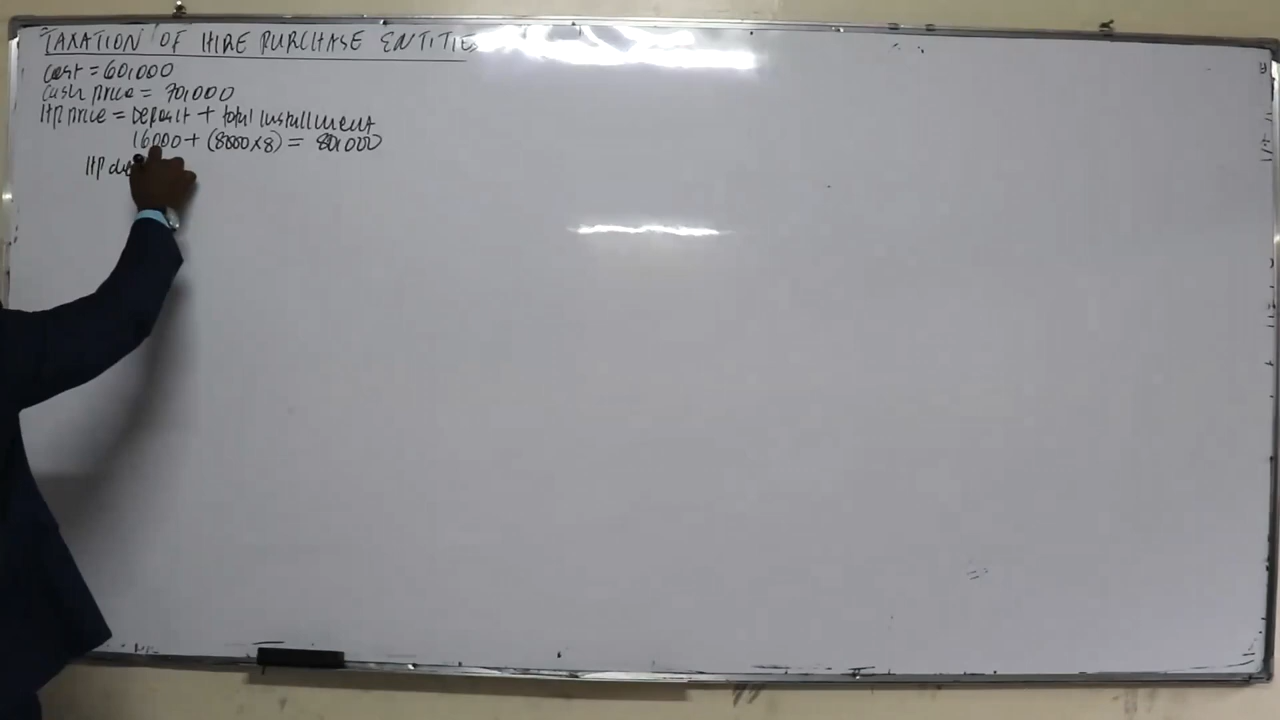 TAXATION OF HIRE PURCHASE ENTITIES
Cost = 60,000
Cash price = 70,000
HP price = Deposit + total installment
16000 + (8000 x 8) = 80,000
HP